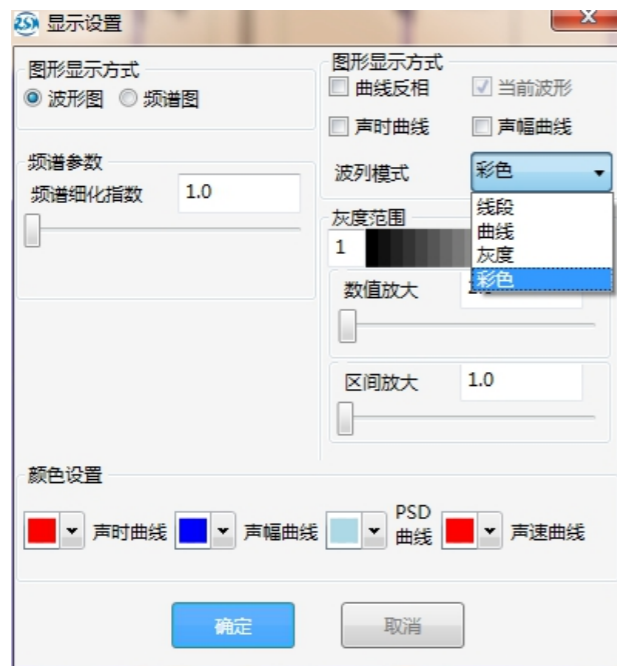 RSM 显示设置
图形显示方式
波形图 频谱图
频谱参数
频谱细化指数 1.0
图形显示方式
曲线反相 当前波形
声时曲线 声幅曲线
波列模式 彩色
线段
曲线
灰度
彩色
灰度范围
1
数值放大
区间放大 1.0
颜色设置
声时曲线 声幅曲线 PSD
曲线 声速曲线
确定 取消